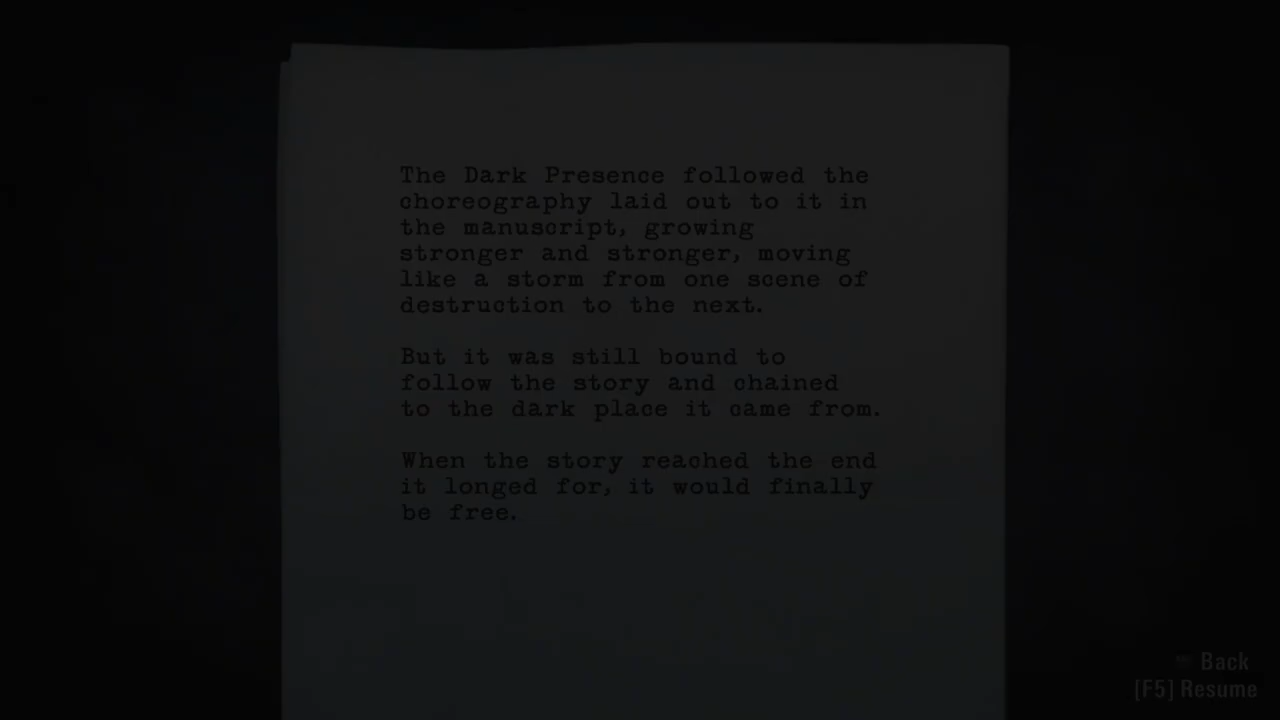 The Dark Presence followed the
choreography laid out to it in
the manuscript, growing
stronger and stronger, moving
like a storm from one scene of
destruction to the next.
But it was still bound to
follow the story and chained
to the dark place it came from.
When the story reached the end
it longed for, it would finally
be free.
Back
[F5] Resume